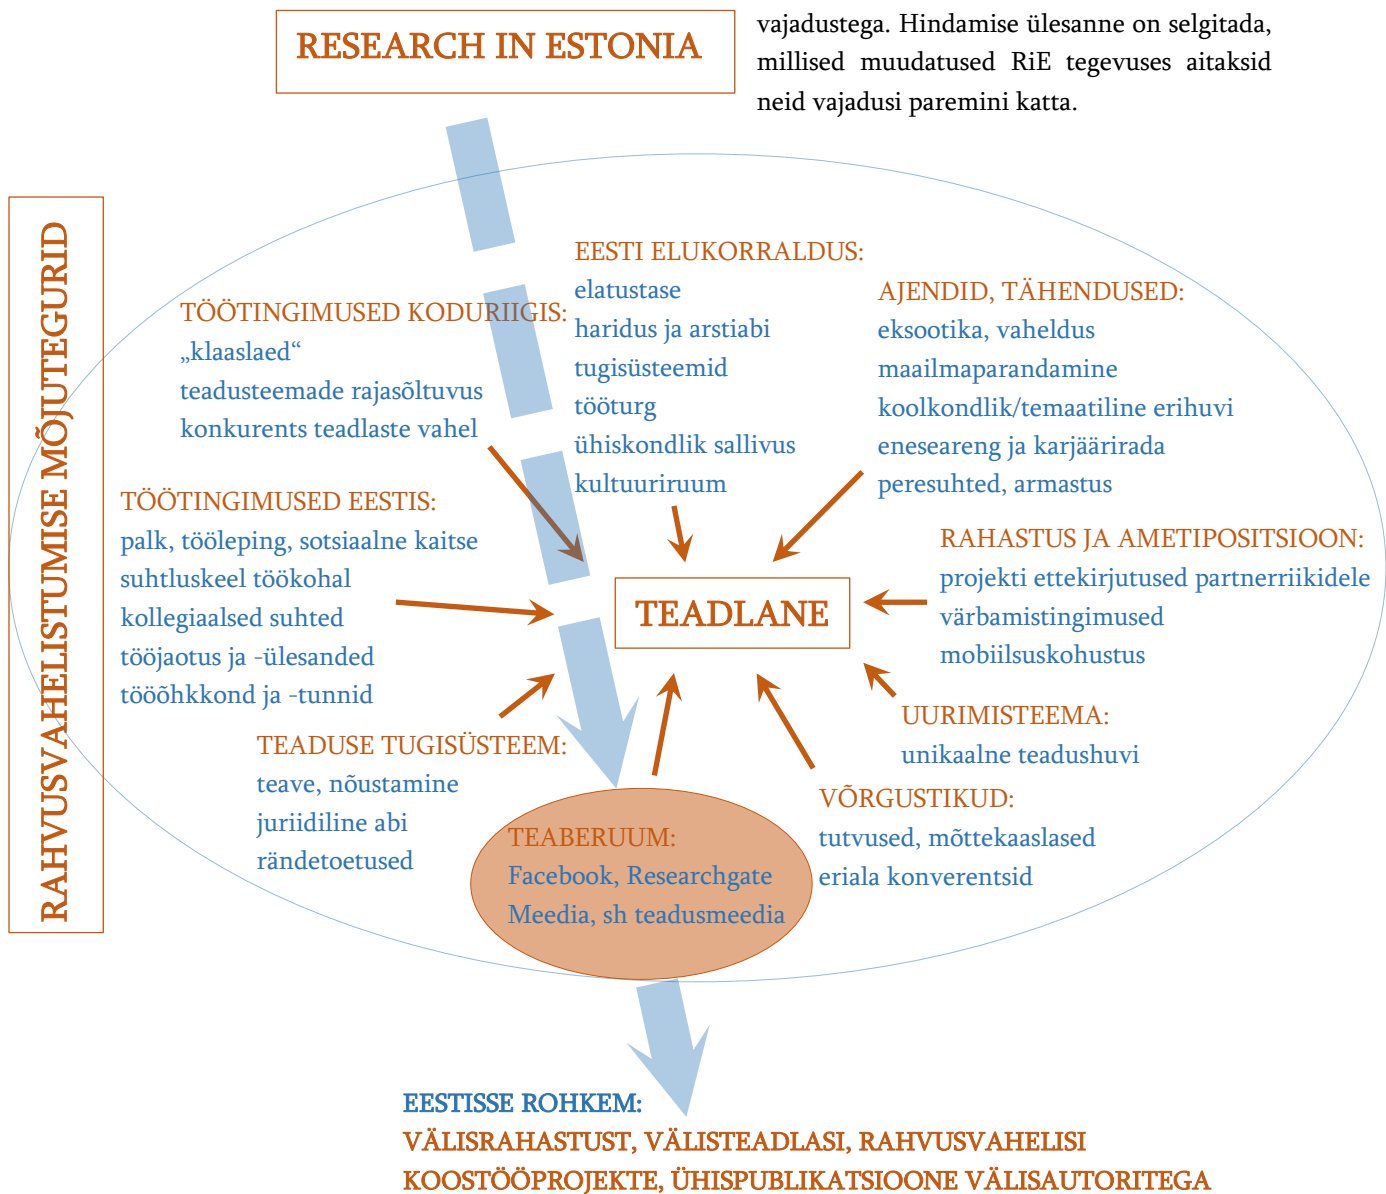 RESEARCH IN ESTONIA
vajadustega. Hindamise ülesanne on selgitada,
millised muudatused RiE tegevuses aitaksid
neid vajadusi paremini katta.
RAHVUSVAHELISTUMISE MÕJUTEGURID
TÖÖTINGIMUSED KODURIIGIS:
„klaaslaed“
teadusteemade rajasõltuvus
konkurents teadlaste vahel
EESTI ELUKORRALDUS:
elatustase
haridus ja arstiabi
tugisüsteemid
tööturg
ühiskondlik sallivus
kultuuriruum
AJENDID, TÄHENDUSED:
eksootika, vaheldus
maailmaparandamine
koolkondlik/temaatiline erihuvi
eneseareng ja karjäärirada
peresuhted, armastus
TÖÖTINGIMUSED EESTIS:
palk, tööleping, sotsiaalne kaitse
suhtluskeel töökohal
kollegiaalsed suhted
tööjaotus ja -ülesanded
tööõhkkond ja -tunnid
TEADLANE
RAHASTUS JA AMETIPOSITSIOON:
projekti ettekirjutused partnerriikidele
värbamistingimused
mobiilsuskohustus
UURIMISTEEMA:
unikaalne teadushuvi
TEADUSE TUGISÜSTEEM:
teave, nõustamine
juriidiline abi
rändetoetused
TEABERUUM:
Facebook, Researchgate
Meedia, sh teadusmeedia
VÕRGUSTIKUD:
tutvused, mõttekaaslased
eriala konverentsid
EESTISSE ROHKEM:
VÄLISRAHASTUST, VÄLISTEADLASI, RAHVUSVAHELISI
KOOSTÖÖPROJEKTE, ÜHISPUBLIKATSIOONE VÄLISAUTORITEGA